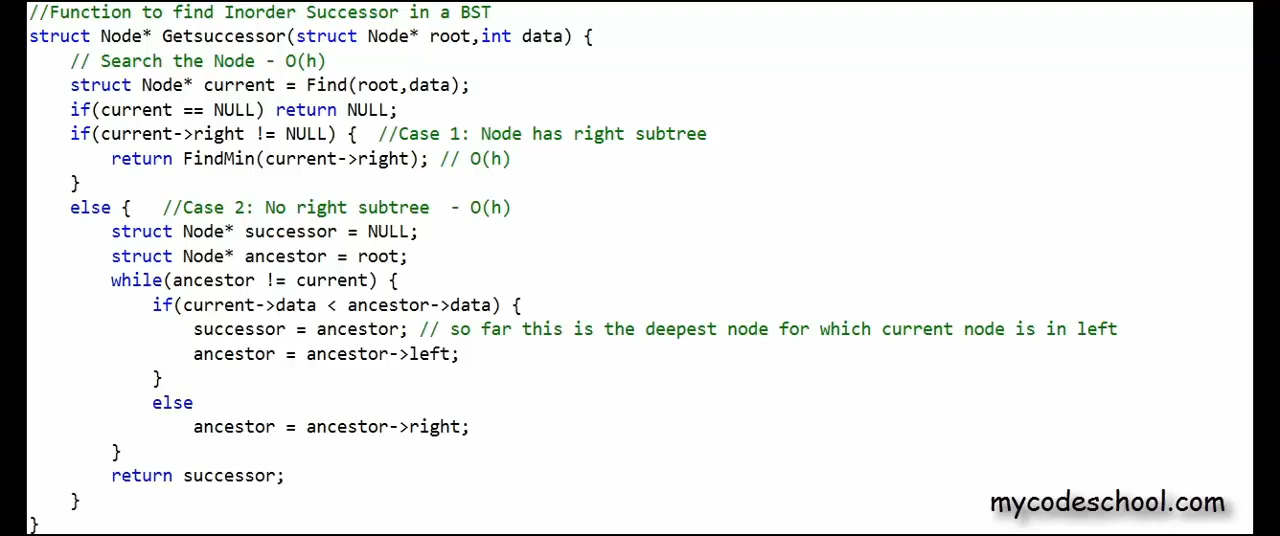 //Function to find Inorder Successor in a BST
struct Node* Getsuccessor(struct Node* root,int data) {
    // Search the Node - O(h)
    struct Node* current = Find(root,data);
    if(current == NULL) return NULL;
    if(current->right != NULL) {  //Case 1: Node has right subtree
        return FindMin(current->right); // O(h)
    }
    else {   //Case 2: No right subtree  - O(h)
        struct Node* successor = NULL;
        struct Node* ancestor = root;
        while(ancestor != current) {
            if(current->data < ancestor->data) {
                successor = ancestor; // so far this is the deepest node for which current node is in left
                ancestor = ancestor->left;
            }
            else
                ancestor = ancestor->right;
        }
        return successor;
    }
}
mycodeschool.com